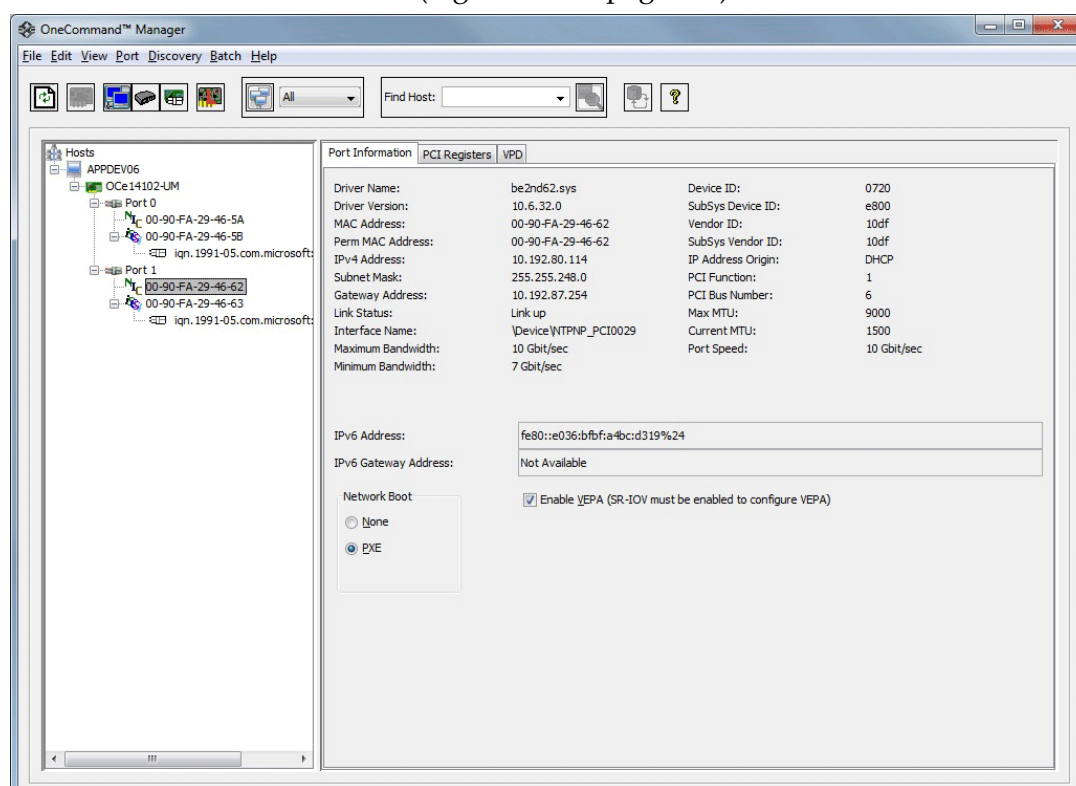 OneCommand™ Manager
File Edit View Port Discovery Batch Help
All
Find Host:
Hosts
APPDEV06
OCe14102-UM
Port 0
00-90-FA-29-46-5A
00-90-FA-29-46-5B
iqn.1991-05.com.microsoft:
Port 1
00-90-FA-29-46-62
00-90-FA-29-46-63
iqn.1991-05.com.microsoft:
Port Information PCI Registers VPD
Driver Name: be2nd62.sys Device ID: 0720
Driver Version: 10.6.32.0 SubSys Device ID: e800
MAC Address: 00-90-FA-29-46-62 Vendor ID: 10df
Perm MAC Address: 00-90-FA-29-46-62 SubSys Vendor ID: 10df
IPv4 Address: 10.192.80.114 IP Address Origin: DHCP
Subnet Mask: 255.255.248.0 PCI Function: 1
Gateway Address: 10.192.87.254 PCI Bus Number: 6
Link Status: Link up Max MTU: 9000
Interface Name: \Device\NTPNP_PCI0029 Current MTU: 1500
Maximum Bandwidth: 10 Gbit/sec Port Speed: 10 Gbit/sec
Minimum Bandwidth: 7 Gbit/sec
IPv6 Address: fe80::e036:bfbf:a4bc:d319%24
IPv6 Gateway Address: Not Available
Network Boot
Enable VEPA (SR-IOV must be enabled to configure VEPA)
None
PXE